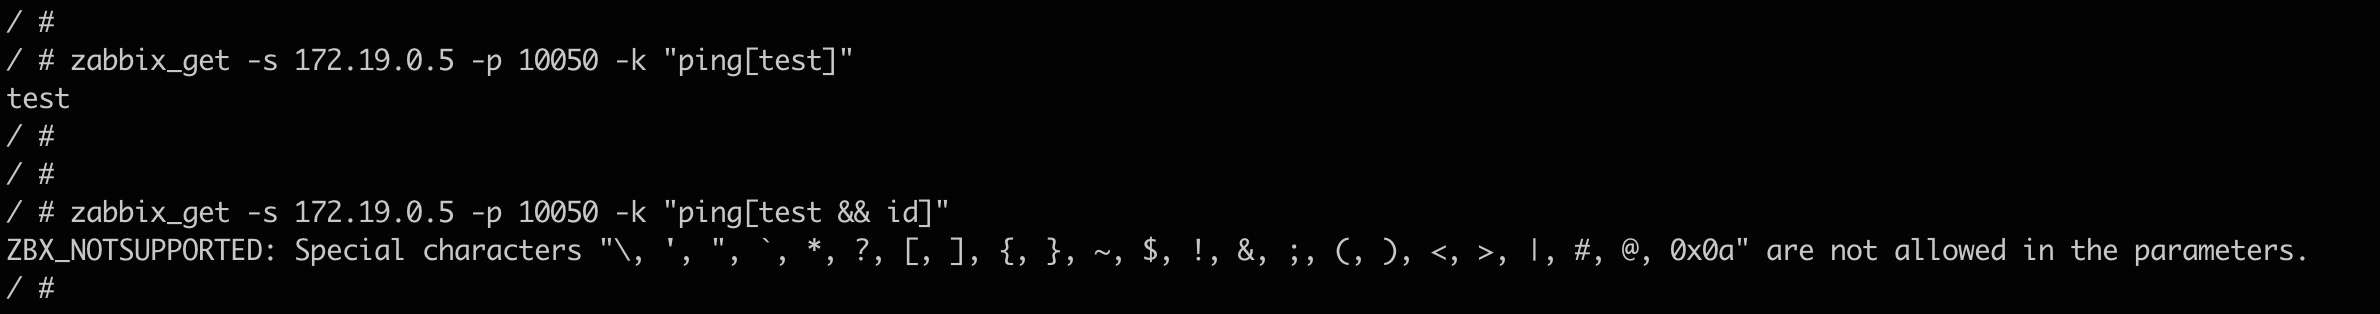 / #
/ # zabbix_get -s 172.19.0.5 -p 10050 -k "ping[test]"
test
/ #
/ #
/ # zabbix_get -s 172.19.0.5 -p 10050 -k "ping[test && id]"
ZBX_NOTSUPPORTED: Special characters "\, ', ", `, *, ?, [, ], {, }, ~, $, !, &, ;, (, ), <, >, |, #, @, 0x0a" are not allowed in the parameters.
/ #